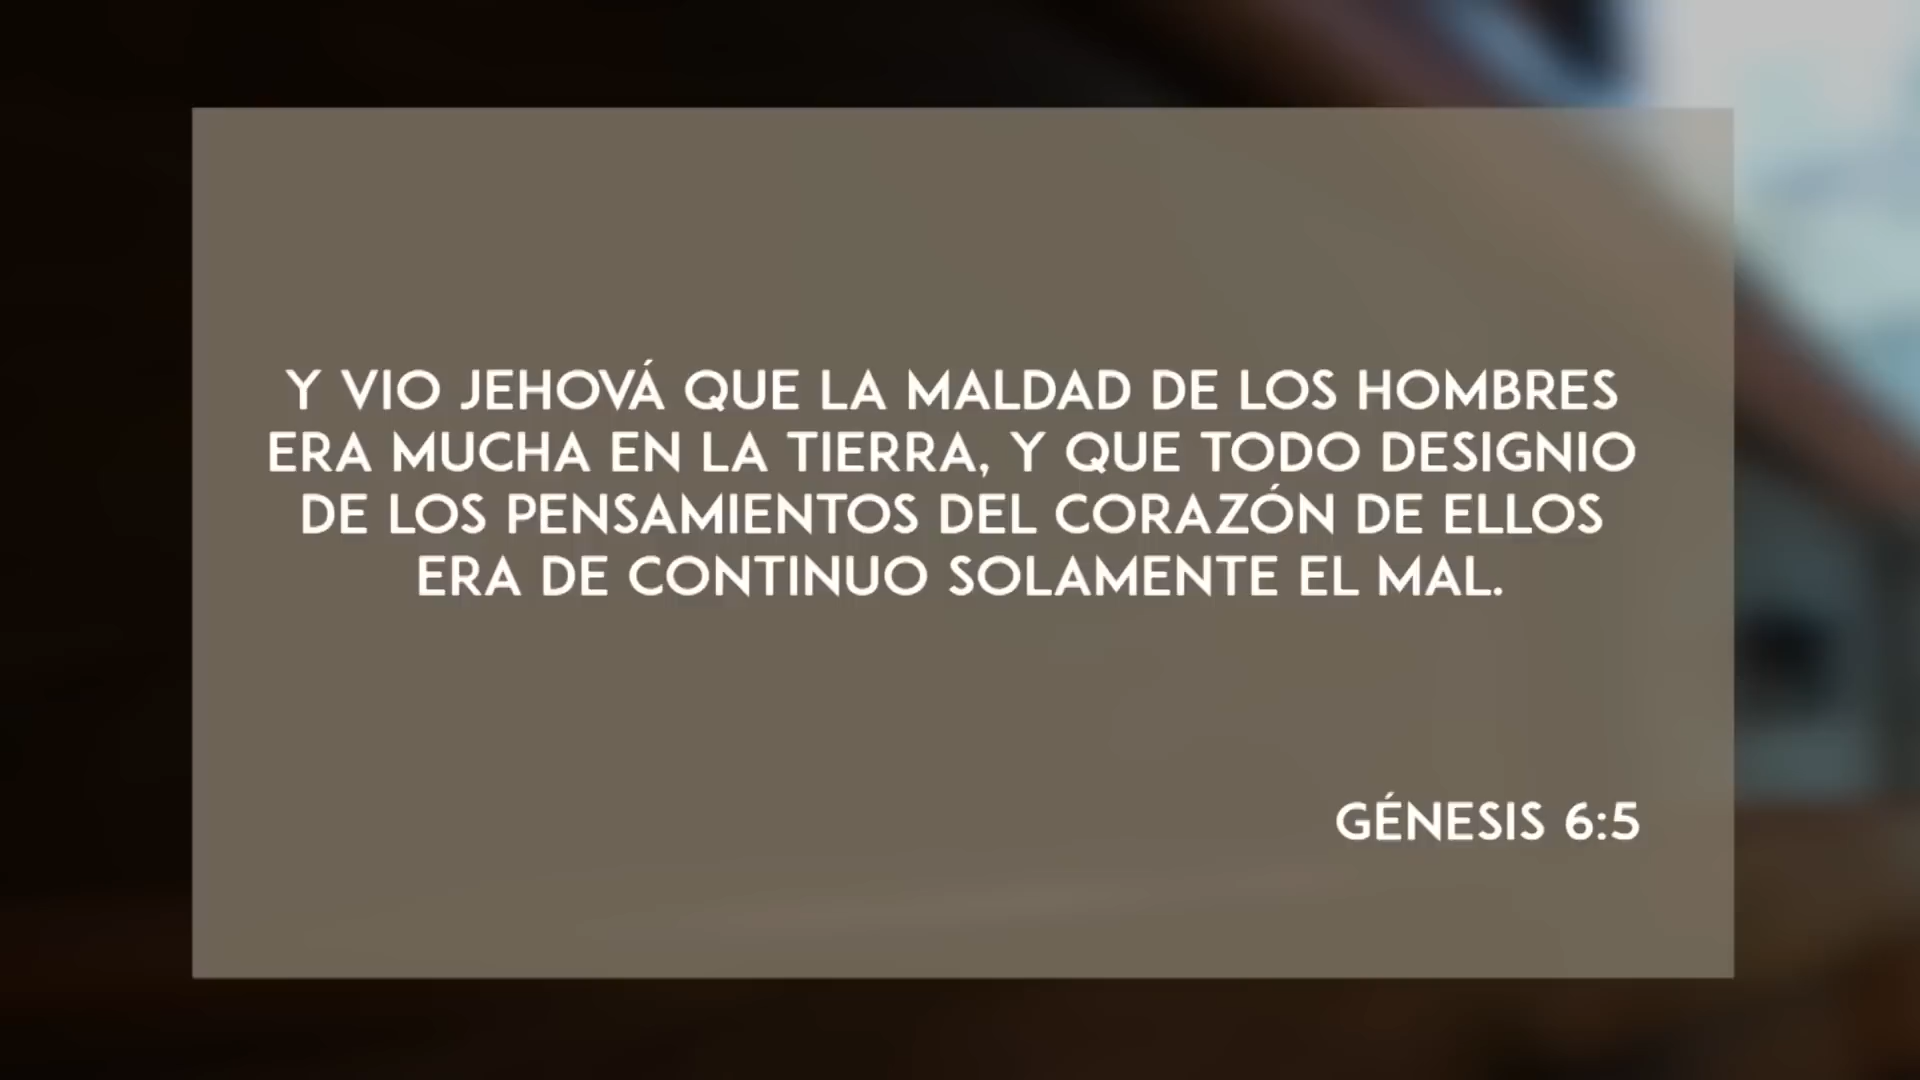 Y VIO JEHOVÁ QUE LA MALDAD DE LOS HOMBRES
ERA MUCHA EN LA TIERRA, Y QUE TODO DESIGNIO
DE LOS PENSAMIENTOS DEL CORAZÓN DE ELLOS
ERA DE CONTINUO SOLAMENTE EL MAL.
GÉNESIS 6:5